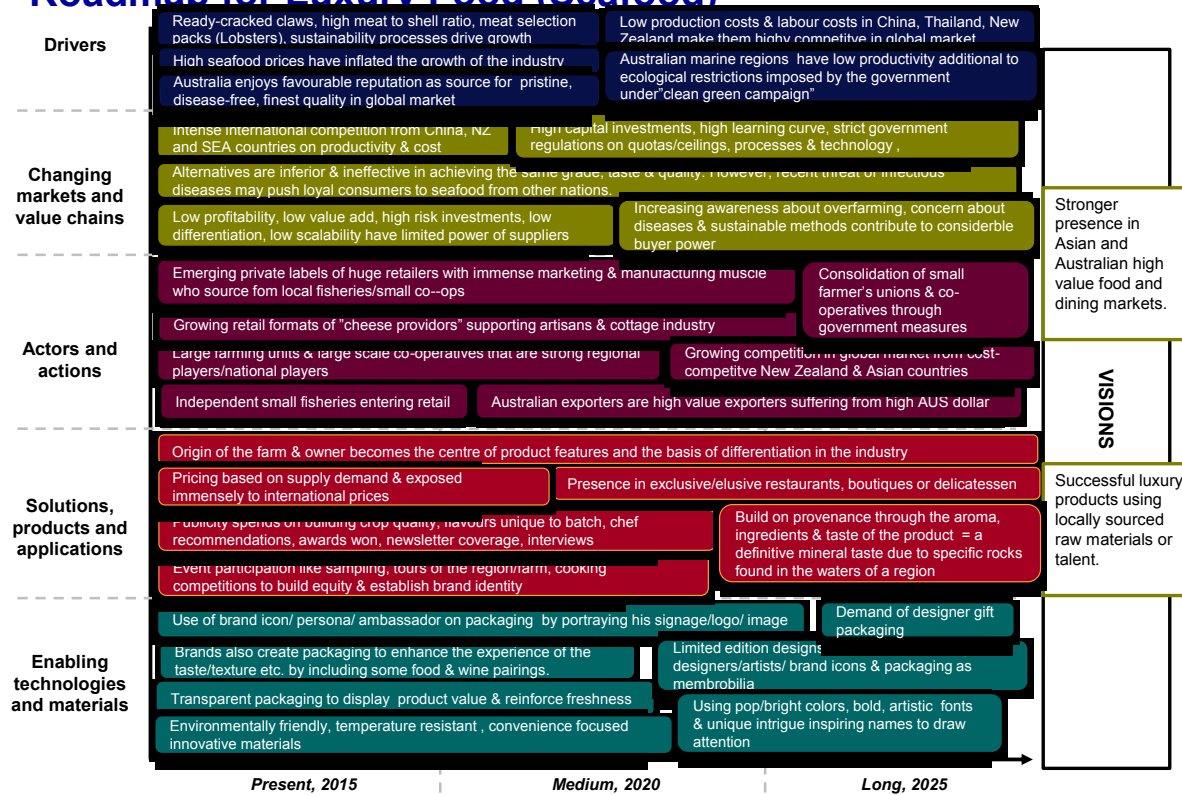 Roadmap for Luxury Food (Seafood)
Drivers
Ready-cracked claws, high meat to shell ratio, meat selection
packs (Lobsters), sustainability processes drive growth
Low production costs & labour costs in China, Thailand, New
Zealand make them highy competive in global market
High seafood prices have inflated the growth of the industry
Australia enjoys favourable reputation as source for pristine,
disease-free, finest quality in global market
Australian marine regions have low productivity additional to
ecological restrictions imposed by the government
under"clean green campaign"
Changing
markets and
value chains
Intense international competition from China, NZ
and SEA countries on productivity & cost
High capital investments, high learning curve, strict government
regulations on quotas/ceilings, processes & technology ,
Alternatives are inferior & ineffective in achieving the same grade, taste & quality. However, recent threat of infectious
diseases may push loyal consumers to seafood from other nations.
Low profitability, low value add, high risk investments, low
differentiation, low scalability have limited power of suppliers
Increasing awareness about overfarming, concern about
diseases & sustainable methods contribute to considerble
buyer power
Stronger
presence in
Asian and
Australian high
value food and
dining markets.
Actors and
actions
Emerging private labels of huge retailers with immense marketing & manufacturing muscle
who source fom local fisheries/small co--ops
Consolidation of small
farmer's unions & co-
operatives through
government measures
Growing retail formats of "cheese providors" supporting artisans & cottage industry
Large farming units & large scale co-operatives that are strong regional
players/national players
Growing competition in global market from cost-
competitve New Zealand & Asian countries
Independent small fisheries entering retail
Australian exporters are high value exporters suffering from high AUS dollar
VISIONS
Solutions,
products and
applications
Origin of the farm & owner becomes the centre of product features and the basis of differentiation in the industry
Pricing based on supply demand & exposed
immensely to international prices
Presence in exclusive/elusive restaurants, boutiques or delicatessen
Publicity spends on building crop quality, flavours unique to batch, chef
recommendations, awards won, newsletter coverage, interviews
Build on provenance through the aroma,
ingredients & taste of the product = a
definitive mineral taste due to specific rocks
found in the waters of a region
Event participation like sampling, tours of the region/farm, cooking
competitions to build equity & establish brand identity
Successful luxury
products using
locally sourced
raw materials or
talent.
Enabling
technologies
and materials
Use of brand icon/ persona/ ambassador on packaging by portraying his signage/logo/ image
Demand of designer gift
packaging
Brands also create packaging to enhance the experience of the
taste/texture etc. by including some food & wine pairings.
Limited edition designs
designers/artists/ brand icons & packaging as
membrobilia
Transparent packaging to display product value & reinforce freshness
Using pop/bright colors, bold, artistic fonts
& unique intrigue inspiring names to draw
attention
Environmentally friendly, temperature resistant , convenience focused
innovative materials
Present, 2015
Medium, 2020
Long, 2025